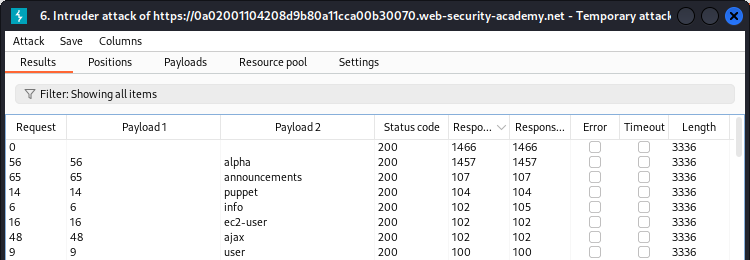 6. Intruder attack of https://0a02001104208d9b80a11cca00b30070.web-security-academy.net - Temporary attack
Attack Save Columns
Results Positions Payloads Resource pool Settings
Filter: Showing all items
Request Payload 1 Payload 2 Status code Respo... Respons... Error Timeout Length
0 200 1466 1466 3336
56 56 alpha 200 1457 1457 3336
65 65 announcements 200 107 107 3336
14 14 puppet 200 104 104 3336
6 6 info 200 102 105 3336
16 16 ec2-user 200 102 102 3336
48 48 ajax 200 102 102 3336
9 9 user 200 100 100 3336